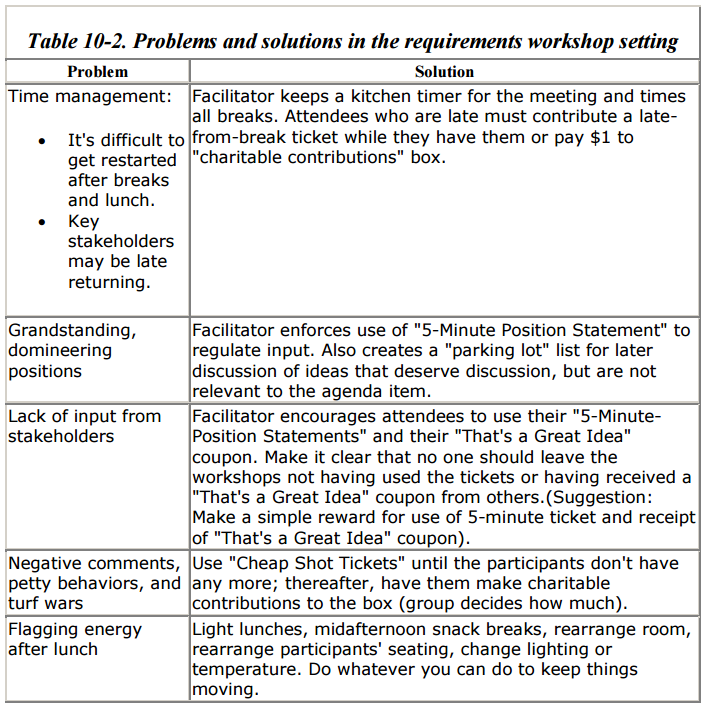 Table 10-2. Problems and solutions in the requirements workshop setting
Problem
Solution
Time management:
• It's difficult to
get restarted
after breaks
and lunch.
• Key
stakeholders
may be late
returning.
Facilitator keeps a kitchen timer for the meeting and times
all breaks. Attendees who are late must contribute a late-
from-break ticket while they have them or pay $1 to
"charitable contributions" box.
Grandstanding,
domineering
positions
Facilitator enforces use of "5-Minute Position Statement" to
regulate input. Also creates a "parking lot" list for later
discussion of ideas that deserve discussion, but are not
relevant to the agenda item.
Lack of input from
stakeholders
Facilitator encourages attendees to use their "5-Minute-
Position Statements" and their "That's a Great Idea"
coupon. Make it clear that no one should leave the
workshops not having used the tickets or having received a
"That's a Great Idea" coupon from others.(Suggestion:
Make a simple reward for use of 5-minute ticket and receipt
of "That's a Great Idea" coupon).
Negative comments,
petty behaviors, and
turf wars
Use "Cheap Shot Tickets" until the participants don't have
any more; thereafter, have them make charitable
contributions to the box (group decides how much).
Flagging energy
after lunch
Light lunches, midafternoon snack breaks, rearrange room,
rearrange participants' seating, change lighting or
temperature. Do whatever you can do to keep things
moving.